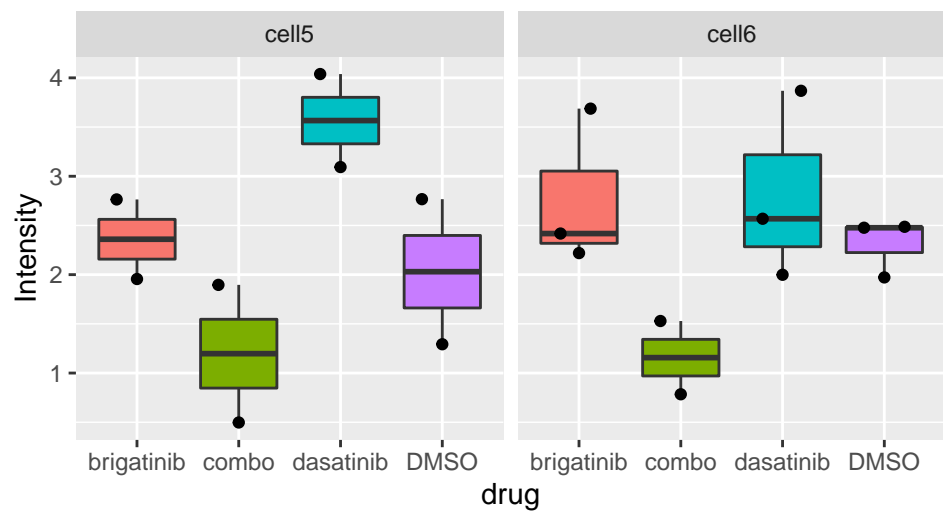 cell5
cell6
Intensity
4
3
2
1
brigatinib combo dasatinib DMSO
brigatinib combo dasatinib DMSO
drug